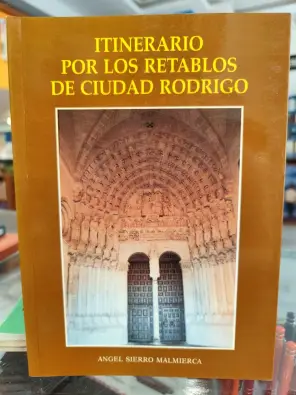 ITINERARIO
POR LOS RETABLOS
DE CIUDAD RODRIGO
ANGEL SIERRO MALMIERCA